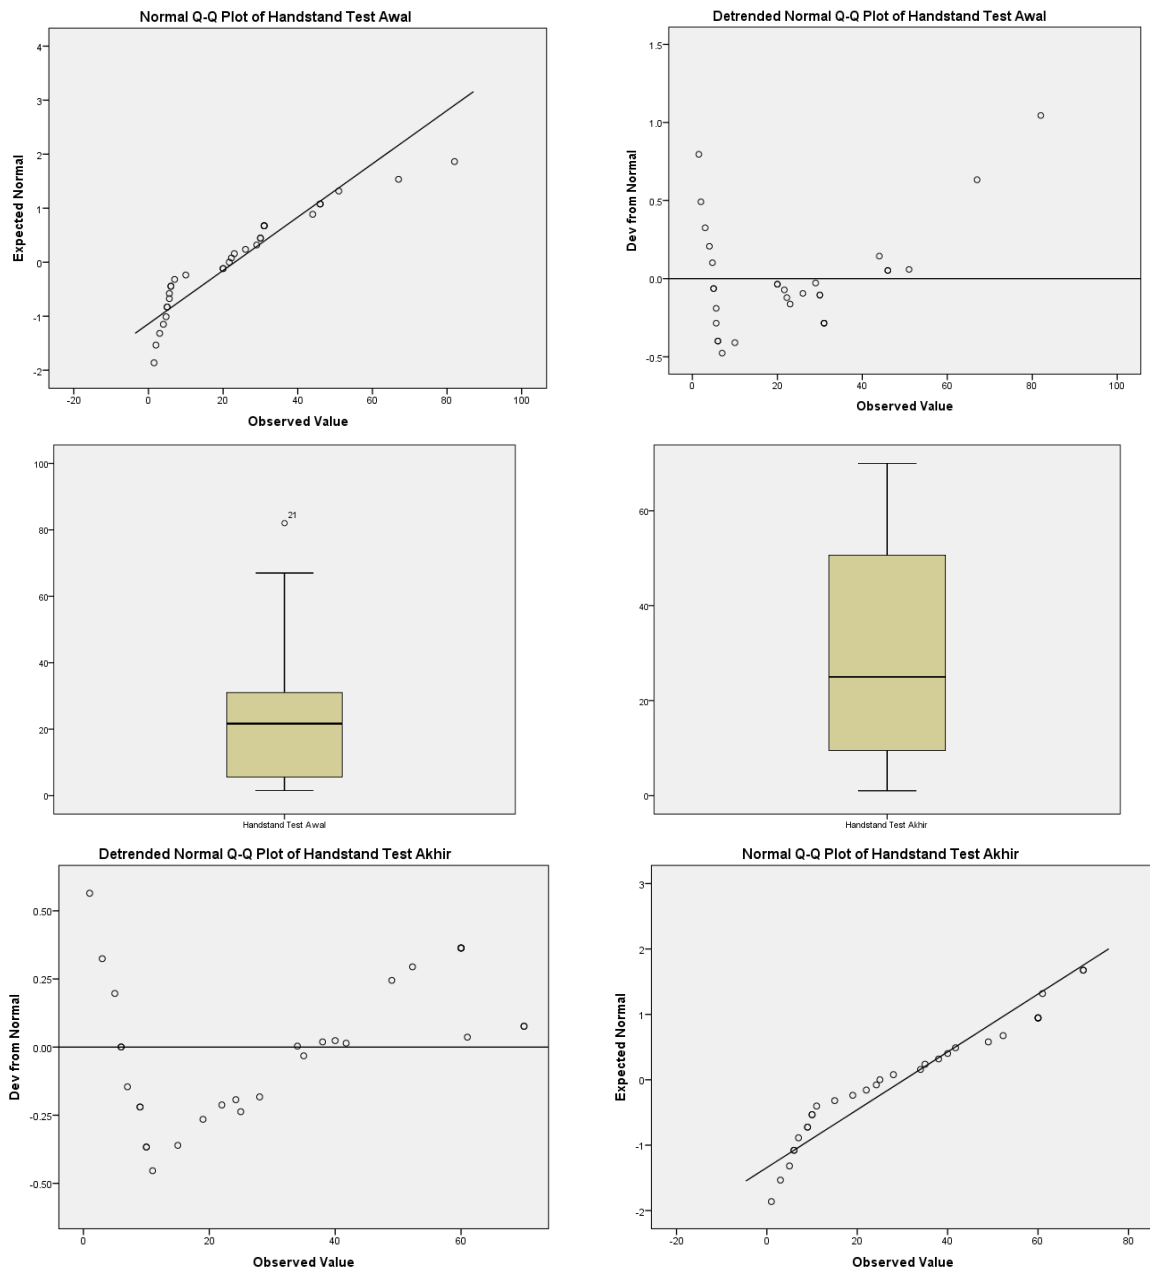 Normal Q-Q Plot of Handstand Test Awal
Expected Normal
4
3
2
1
0
-1
-2
-20 0 20 40 60 80 100
Observed Value
Detrended Normal Q-Q Plot of Handstand Test Awal
Dev from Normal
1.5
1.0
0.5
0.0
-0.5
0 20 40 60 80 100
Observed Value
100
80
60
40
20
0
21
Handstand Test Awal
60
40
20
0
Handstand Test Akhir
Detrended Normal Q-Q Plot of Handstand Test Akhir
Dev from Normal
0.50
0.25
0.00
-0.25
-0.50
0 20 40 60
Observed Value
Normal Q-Q Plot of Handstand Test Akhir
Expected Normal
3
2
1
0
-1
-2
-20 0 20 40 60 80
Observed Value